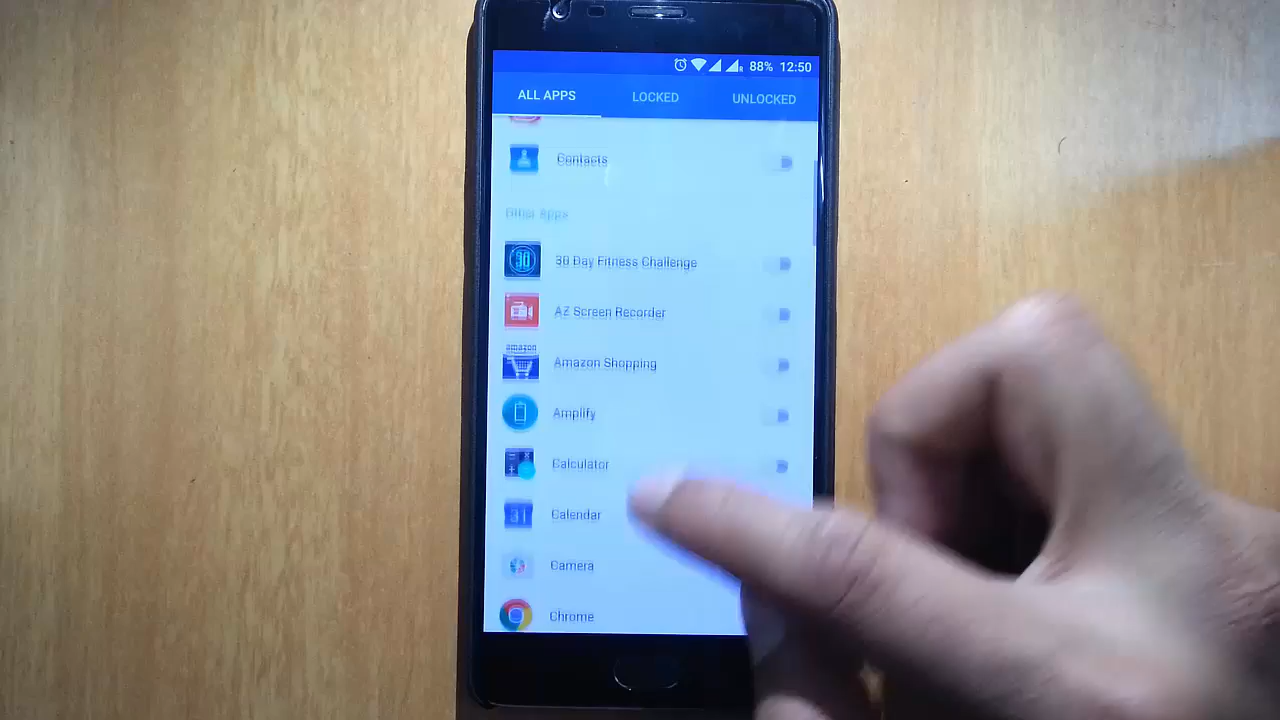 88% 12:50
ALL APPS LOCKED UNLOCKED
Contacts
Other Apps
30 Day Fitness Challenge
AZ Screen Recorder
amazon
Amazon Shopping
Amplify
Calculator
31 Calendar
Camera
Chrome